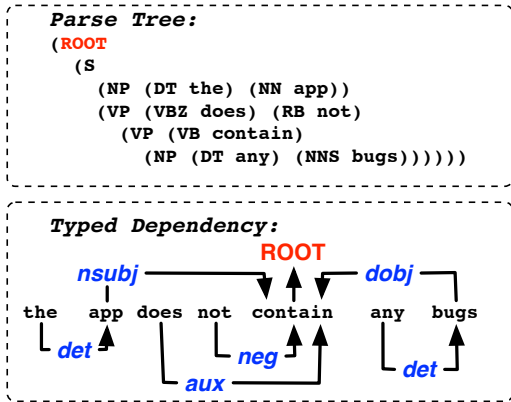 Parse Tree:
(ROOT
(S
(NP (DT the) (NN app))
(VP (VBZ does) (RB not)
(VP (VB contain)
(NP (DT any) (NNS bugs))))))
Typed Dependency:
ROOT
nsubj dobj
the app does not contain any bugs
det neg det
aux